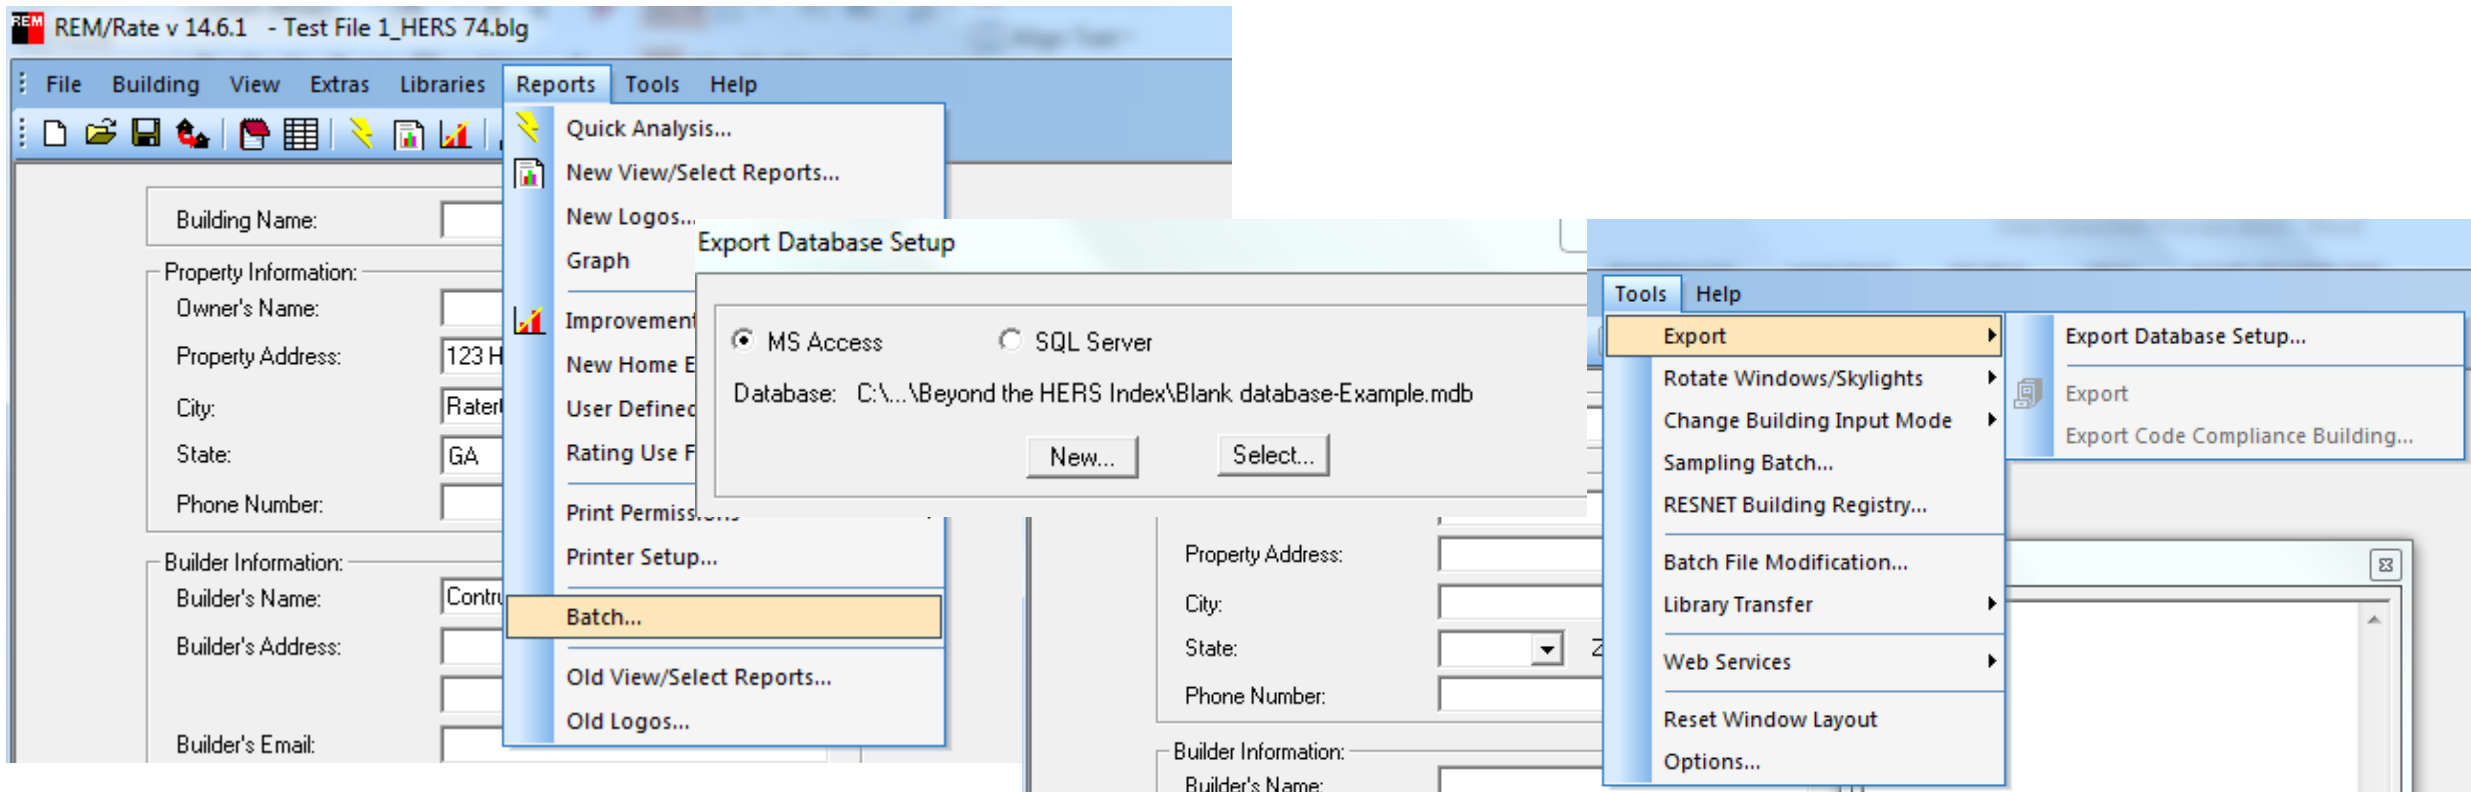 REM/Rate v 14.6.1 - Test File 1_HERS 74.blg
File Building View Extras Libraries Reports Tools Help
Quick Analysis...
New View/Select Reports...
New Logos...
Graph
Improvement
New Home E
User Defined
Rating Use F
Print Permissions
Printer Setup...
Batch...
Old View/Select Reports...
Old Logos...
Building Name:
Property Information:
Owner's Name:
Property Address: 123 H
City:
State: GA
Phone Number:
Builder Information:
Builder's Name: Contru
Builder's Address:
Builder's Email:
Export Database Setup
MS Access SQL Server
Database: C:\...\Beyond the HERS Index\Blank database-Example.mdb
New... Select...
Property Address:
City:
State: Z
Phone Number:
Builder Information:
Builder's Name:
Tools Help
Export
Rotate Windows/Skylights
Change Building Input Mode
Sampling Batch...
RESNET Building Registry...
Batch File Modification...
Library Transfer
Web Services
Reset Window Layout
Options...
Export Database Setup...
Export
Export Code Compliance Building...